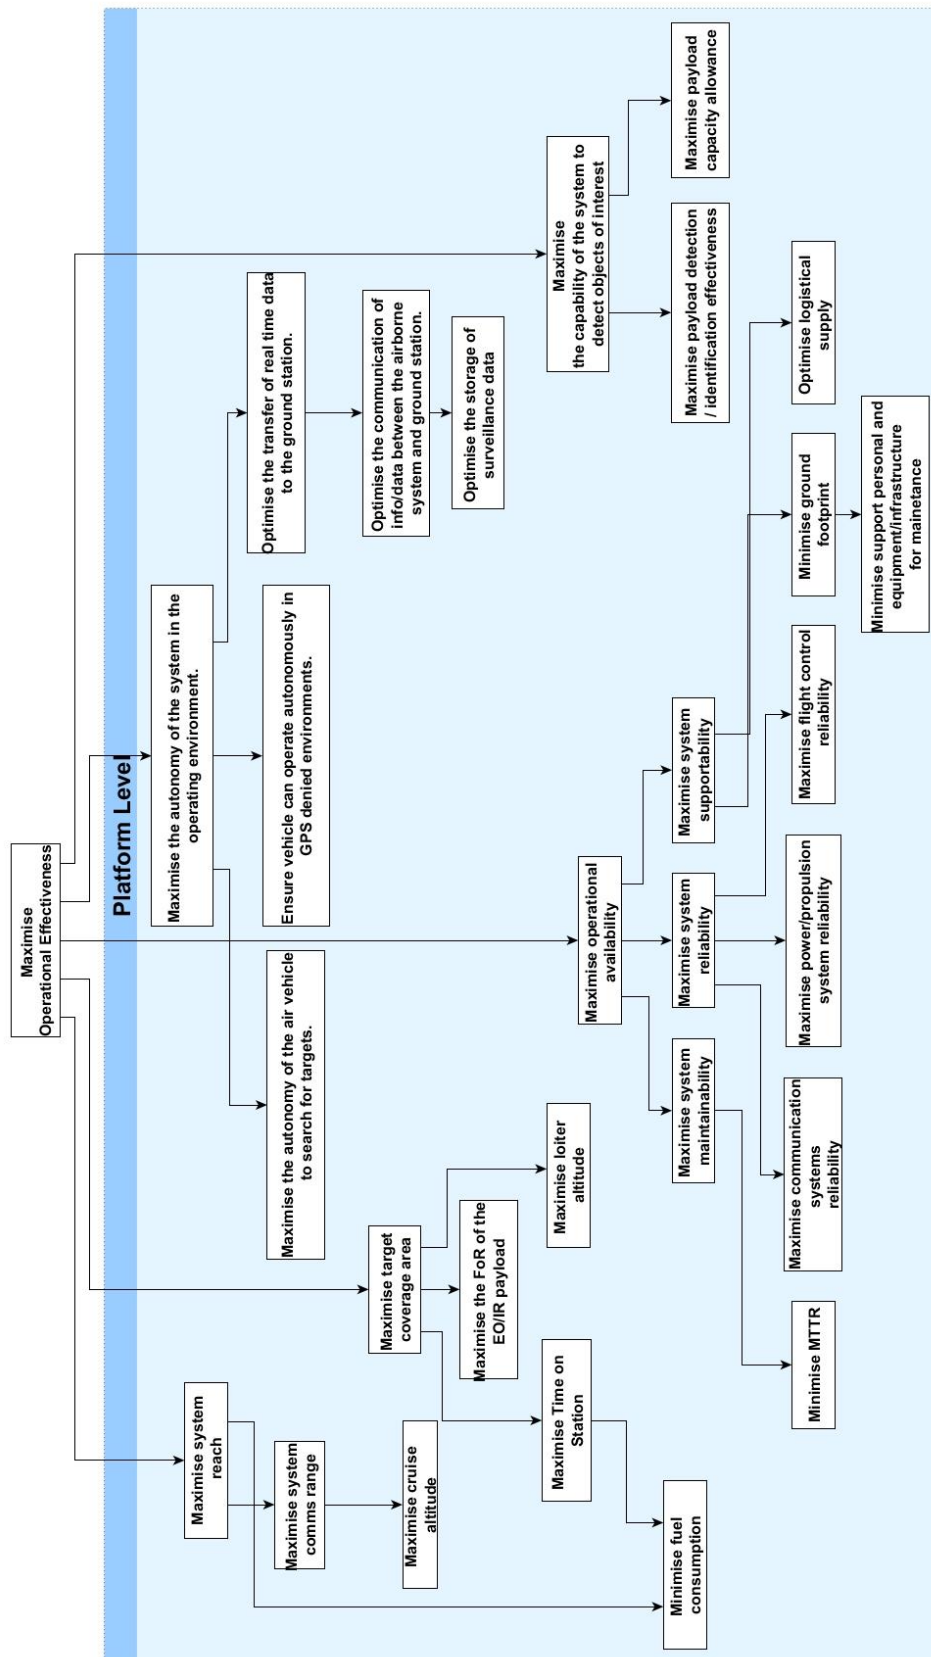 Maximise
Operational Effectiveness
Platform Level
Maximise system
reach
Maximise system
comms range
Maximise cruise
altitude
Minimise fuel
consumption
Maximise target
coverage area
Maximise Time on
Station
Maximise the FoR of the
EO/IR payload
Maximise loiter
altitude
Maximise the autonomy of the system in the
operating environment.
Maximise the autonomy of the air vehicle
to search for targets.
Ensure vehicle can operate autonomously in
GPS denied environments.
Optimise the transfer of real time data
to the ground station.
Optimise the communication of
info/data between the airborne
system and ground station.
Optimise the storage of
surveillance data
Maximise operational
availability
Maximise system
maintainability
Maximise system
reliability
Maximise system
supportability
Minimise MTTR
Maximise communication
systems
reliability
Maximise power/propulsion
system reliability
Maximise flight control
reliability
Minimise ground
footprint
Optimise logistical
supply
Minimise support personal and
equipment/infrastructure
for mainetance
Maximise
the capability of the system to
detect objects of interest
Maximise payload detection
/ identification effectiveness
Maximise payload
capacity allowance